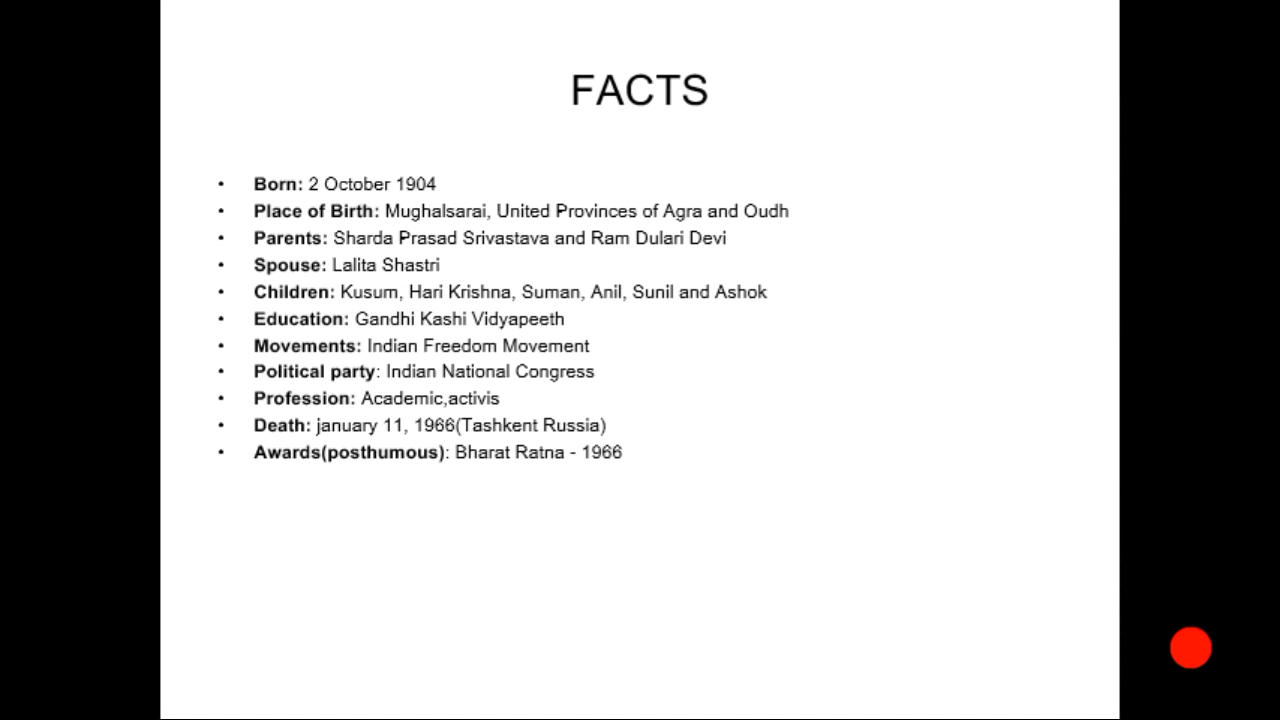 FACTS
• Born: 2 October 1904
• Place of Birth: Mughalsarai, United Provinces of Agra and Oudh
• Parents: Sharda Prasad Srivastava and Ram Dulari Devi
• Spouse: Lalita Shastri
• Children: Kusum, Hari Krishna, Suman, Anil, Sunil and Ashok
• Education: Gandhi Kashi Vidyapeeth
• Movements: Indian Freedom Movement
• Political party: Indian National Congress
• Profession: Academic,activis
• Death: january 11, 1966(Tashkent Russia)
• Awards(posthumous): Bharat Ratna - 1966